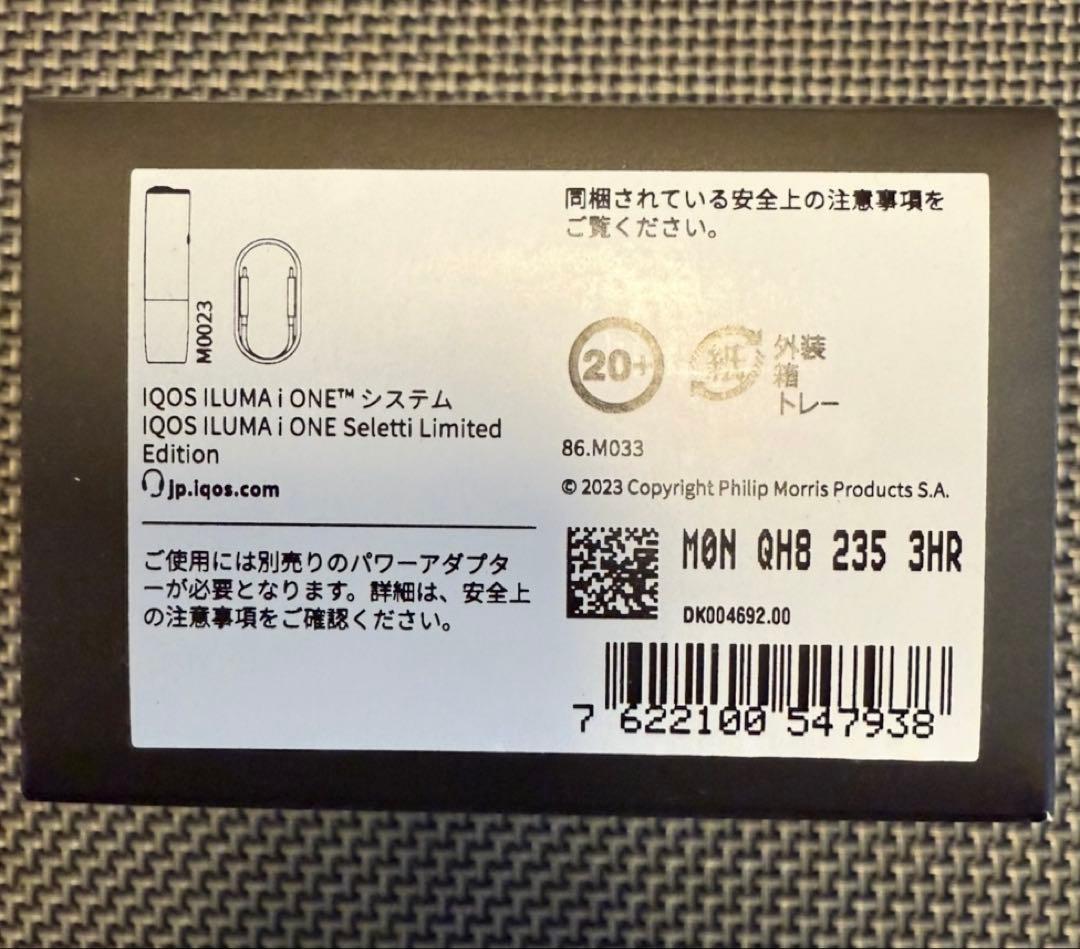 M0023
IQOS ILUMA i ONE™ システム
IQOS ILUMA i ONE Seletti Limited
Edition
jp.iqos.com
ご使用には別売りのパワーアダプタ
ーが必要となります。詳細は、安全上
の注意事項をご確認ください。
同梱されている安全上の注意事項を
ご覧ください。
20+
紙
外装
箱
トレー
86.M033
© 2023 Copyright Philip Morris Products S.A.
M0N QH8 235 3HR
DK004692.00
7 622100 547938